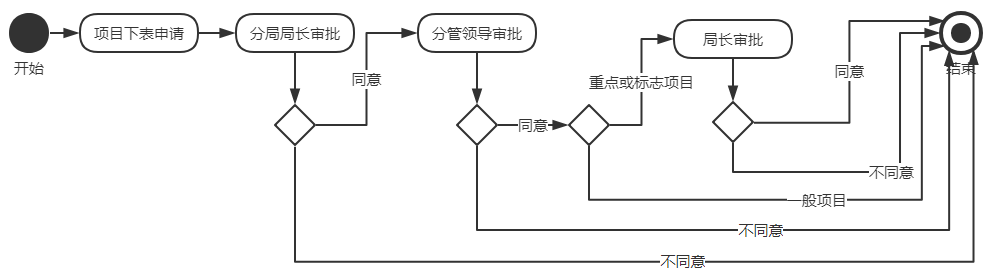 开始
项目下表申请
分局局长审批
同意
分管领导审批
同意
重点或标志项目
局长审批
同意
结束
不同意
一般项目
不同意
不同意